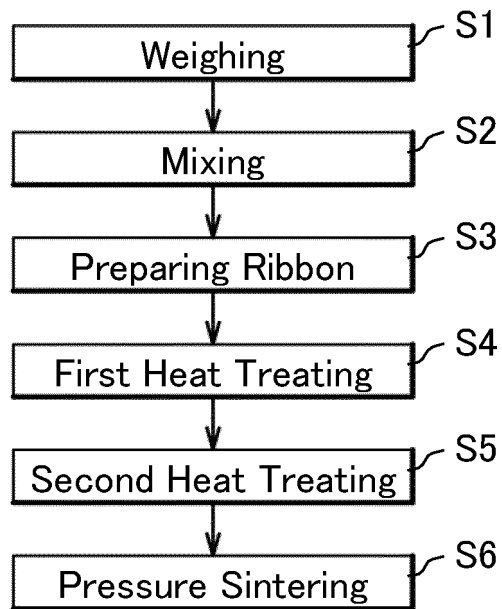 S1
Weighing
S2
Mixing
S3
Preparing Ribbon
S4
First Heat Treating
S5
Second Heat Treating
S6
Pressure Sintering